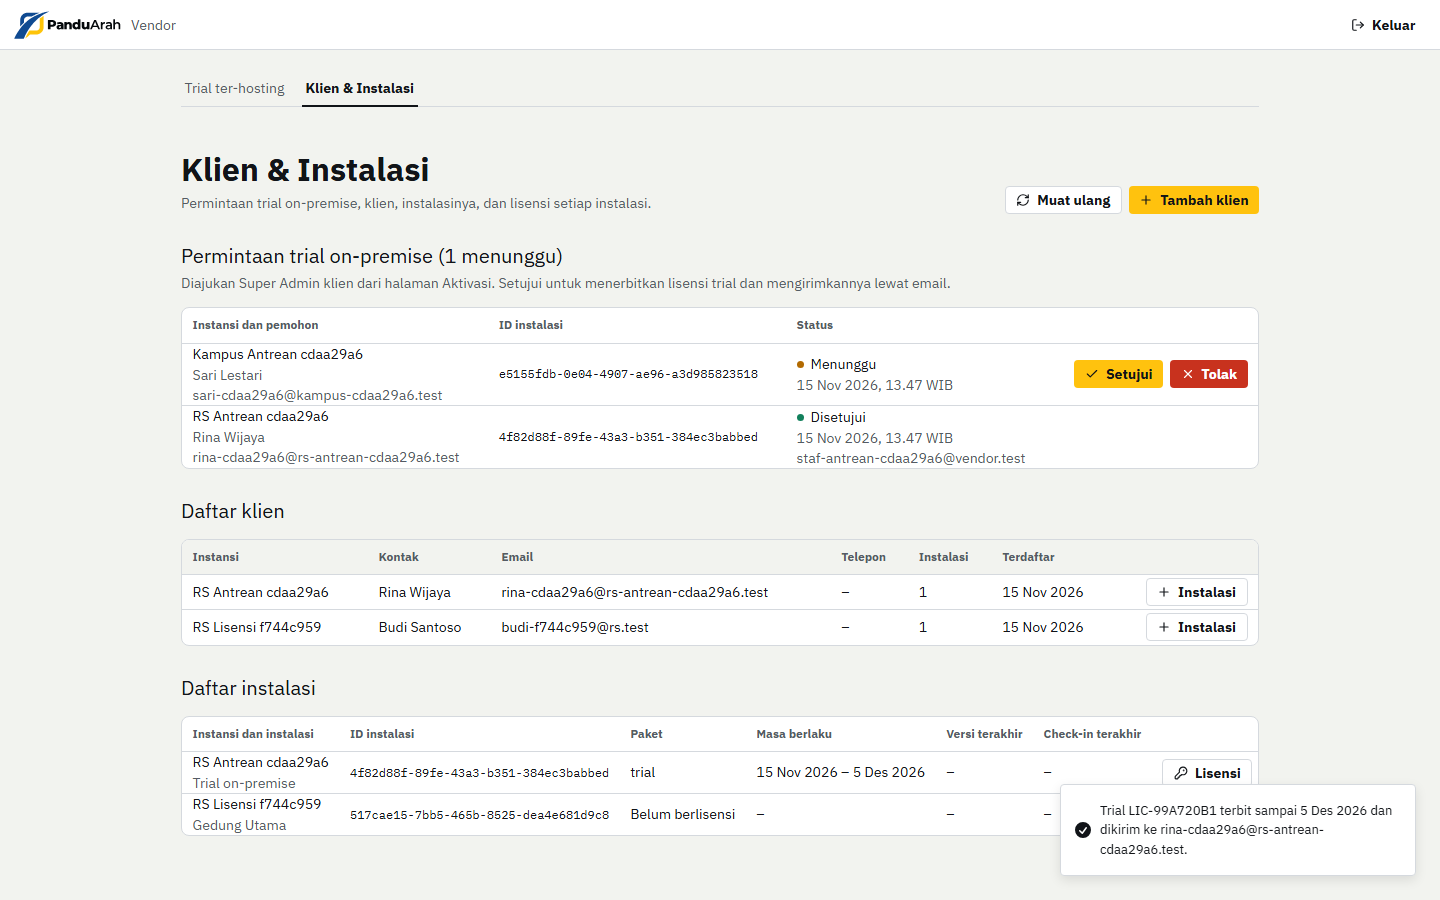 PanduArah Vendor
Keluar
Trial ter-hosting
Klien & Instalasi
Klien & Instalasi
Permintaan trial on-premise, klien, instalasinya, dan lisensi setiap instalasi.
Muat ulang
Tambah klien
Permintaan trial on-premise (1 menunggu)
Diajukan Super Admin klien dari halaman Aktivasi. Setujui untuk menerbitkan lisensi trial dan mengirimkannya lewat email.
Instansi dan pemohon ID instalasi Status
Kampus Antrean cdaa29a6
Sari Lestari
sari-cdaa29a6@kampus-cdaa29a6.test
e5155fdb-0e04-4907-ae96-a3d985823518
Menunggu
15 Nov 2026, 13.47 WIB
Setujui
Tolak
RS Antrean cdaa29a6
Rina Wijaya
rina-cdaa29a6@rs-antrean-cdaa29a6.test
4f82d88f-89fe-43a3-b351-384ec3babbed
Disetujui
15 Nov 2026, 13.47 WIB
staf-antrean-cdaa29a6@vendor.test
Daftar klien
Instansi Kontak Email Telepon Instalasi Terdaftar
RS Antrean cdaa29a6 Rina Wijaya rina-cdaa29a6@rs-antrean-cdaa29a6.test – 1 15 Nov 2026 Instalasi
RS Lisensi f744c959 Budi Santoso budi-f744c959@rs.test – 1 15 Nov 2026 Instalasi
Daftar instalasi
Instansi dan instalasi ID instalasi Paket Masa berlaku Versi terakhir Check-in terakhir
RS Antrean cdaa29a6
Trial on-premise
4f82d88f-89fe-43a3-b351-384ec3babbed trial 15 Nov 2026 – 5 Des 2026 – – Lisensi
RS Lisensi f744c959
Gedung Utama
517cae15-7bb5-465b-8525-dea4e681d9c8 Belum berlisensi – – –
Trial LIC-99A720B1 terbit sampai 5 Des 2026 dan
dikirim ke rina-cdaa29a6@rs-antrean-
cdaa29a6.test.